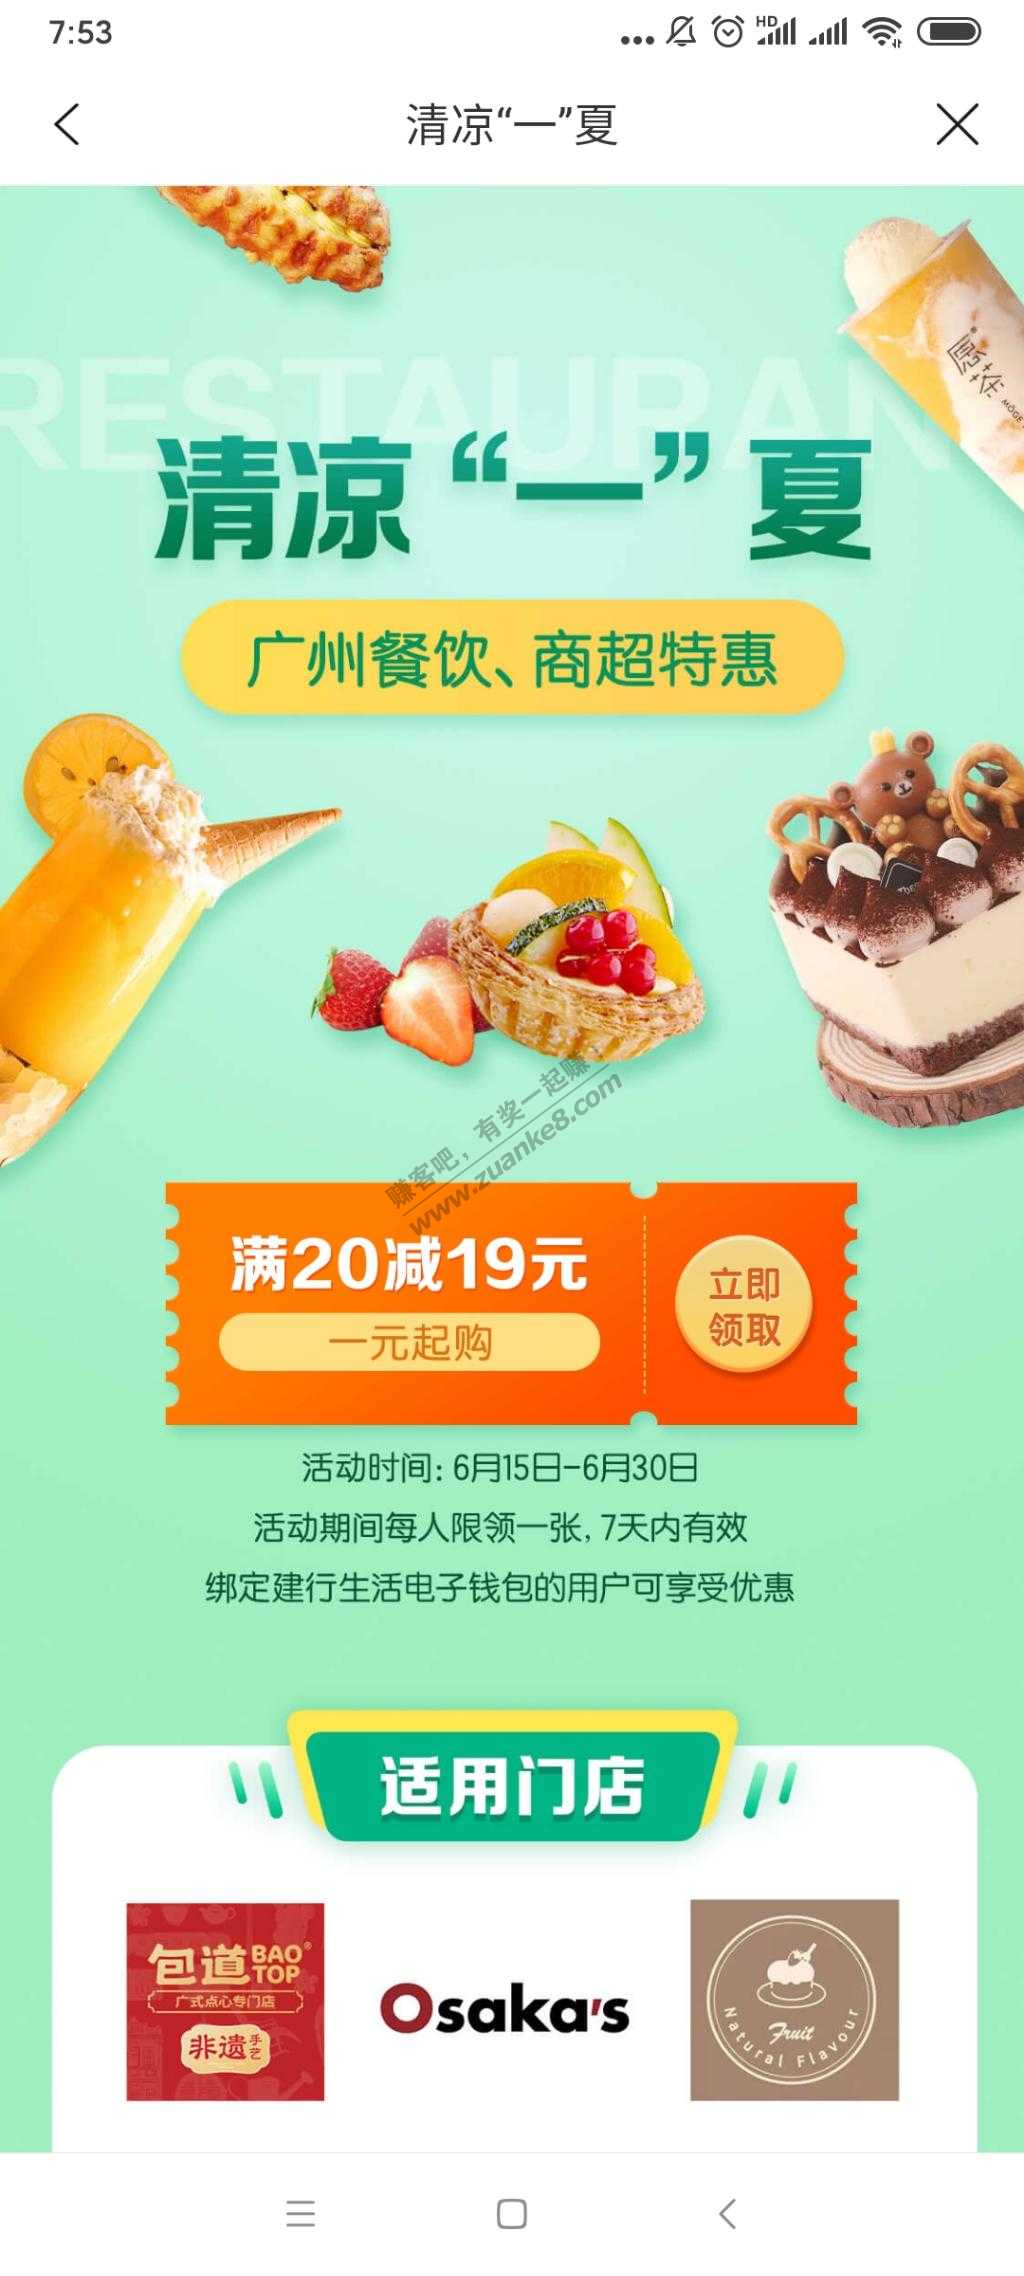 7:53
HD
清凉“一”夏
RESTAURAN
清凉“一”夏
广州餐饮、商超特惠
赚客吧，有奖一起赚
www.zuanke8.com
满20减19元
一元起购
立即
领取
活动时间: 6月15日-6月30日
活动期间每人限领一张, 7天内有效
绑定建行生活电子钱包的用户可享受优惠
适用门店
包道 BAO
TOP
广式点心专门店
非遗手艺
Osaka's
Fruit
Natural Flavour